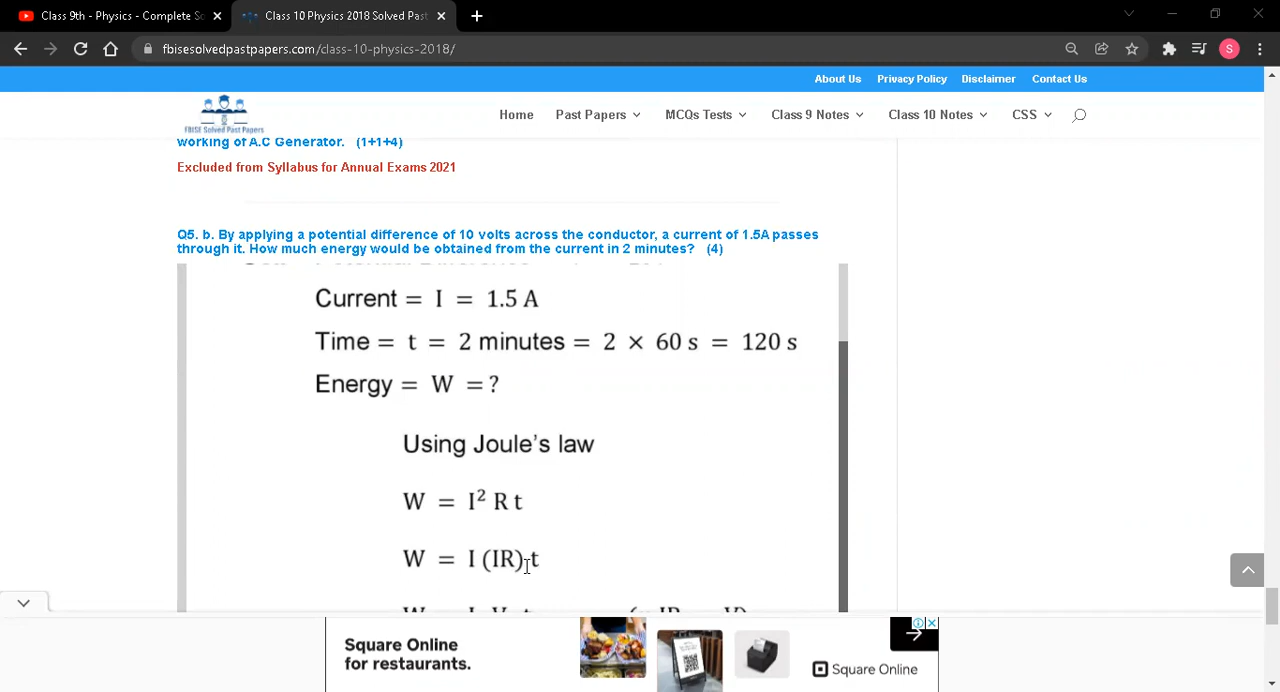 Class 9th - Physics - Complete Sc
Class 10 Physics 2018 Solved Past
fbisesolvedpastpapers.com/class-10-physics-2018/
S
About Us Privacy Policy Disclaimer Contact Us
FBISE Solved Past Papers
Home Past Papers MCQs Tests Class 9 Notes Class 10 Notes CSS
working of A.C Generator. (1+1+4)
Excluded from Syllabus for Annual Exams 2021
Q5. b. By applying a potential difference of 10 volts across the conductor, a current of 1.5A passes
through it. How much energy would be obtained from the current in 2 minutes? (4)
Current = I = 1.5 A
Time = t = 2 minutes = 2 × 60 s = 120 s
Energy = W = ?
Using Joule's law
W = I² R t
W = I (IR) t
Square Online
for restaurants.
Square Online